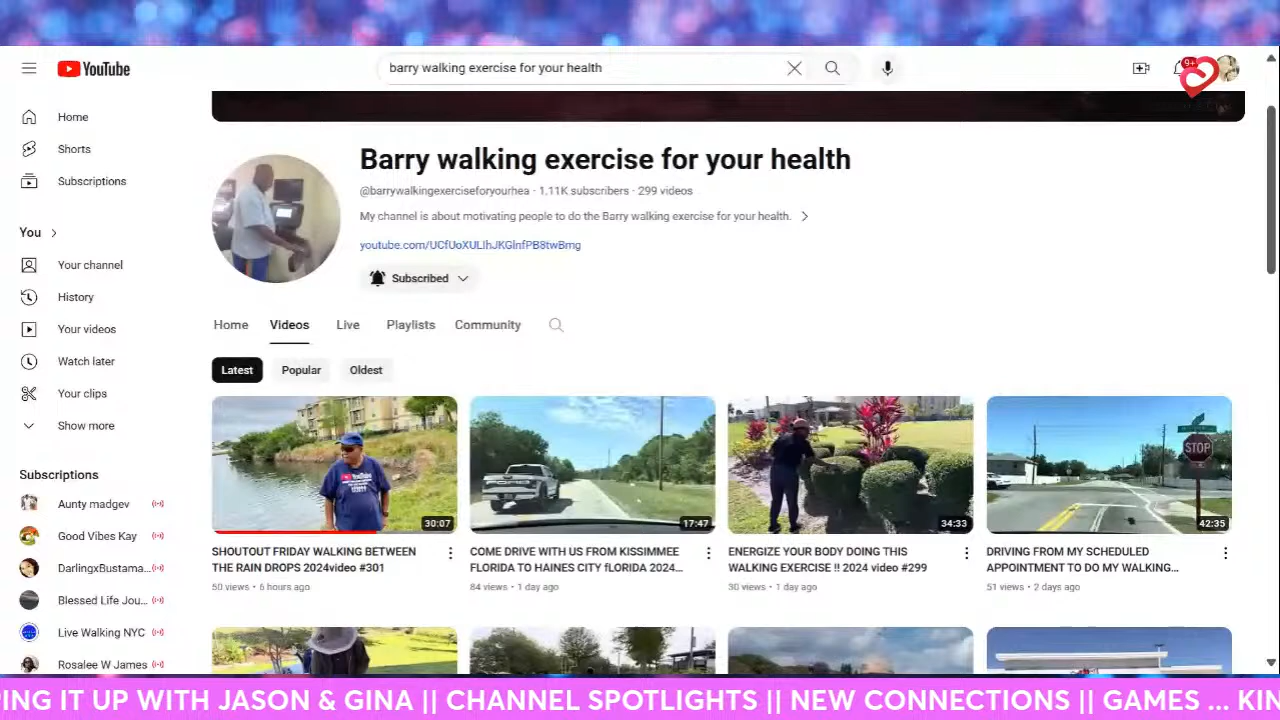 YouTube
barry walking exercise for your health
9+
Home
Shorts
Subscriptions
You
Your channel
History
Your videos
Watch later
Your clips
Show more
Subscriptions
Aunty madgev
Good Vibes Kay
DarlingxBustama...
Blessed Life Jou...
Live Walking NYC
Rosalee W James
Barry walking exercise for your health
@barrywalkingexerciseforyourhea · 1.11K subscribers · 299 videos
My channel is about motivating people to do the Barry walking exercise for your health.
Subscribed
Home Videos Live Playlists Community
Latest Popular Oldest
YouTube
30:07
17:47
34:33
STOP
42:35
SHOUTOUT FRIDAY WALKING BETWEEN
THE RAIN DROPS 2024video #301
50 views · 6 hours ago
COME DRIVE WITH US FROM KISSIMMEE
FLORIDA TO HAINES CITY fLORIDA 2024...
84 views · 1 day ago
ENERGIZE YOUR BODY DOING THIS
WALKING EXERCISE !! 2024 video #299
30 views · 1 day ago
DRIVING FROM MY SCHEDULED
APPOINTMENT TO DO MY WALKING...
51 views · 2 days ago
PING IT UP WITH JASON & GINA || CHANNEL SPOTLIGHTS || NEW CONNECTIONS || GAMES ... KIN